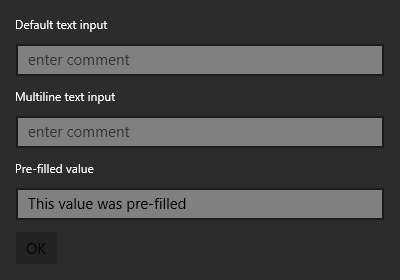 Default text input
enter comment
Multiline text input
enter comment
Pre-filled value
This value was pre-filled
OK